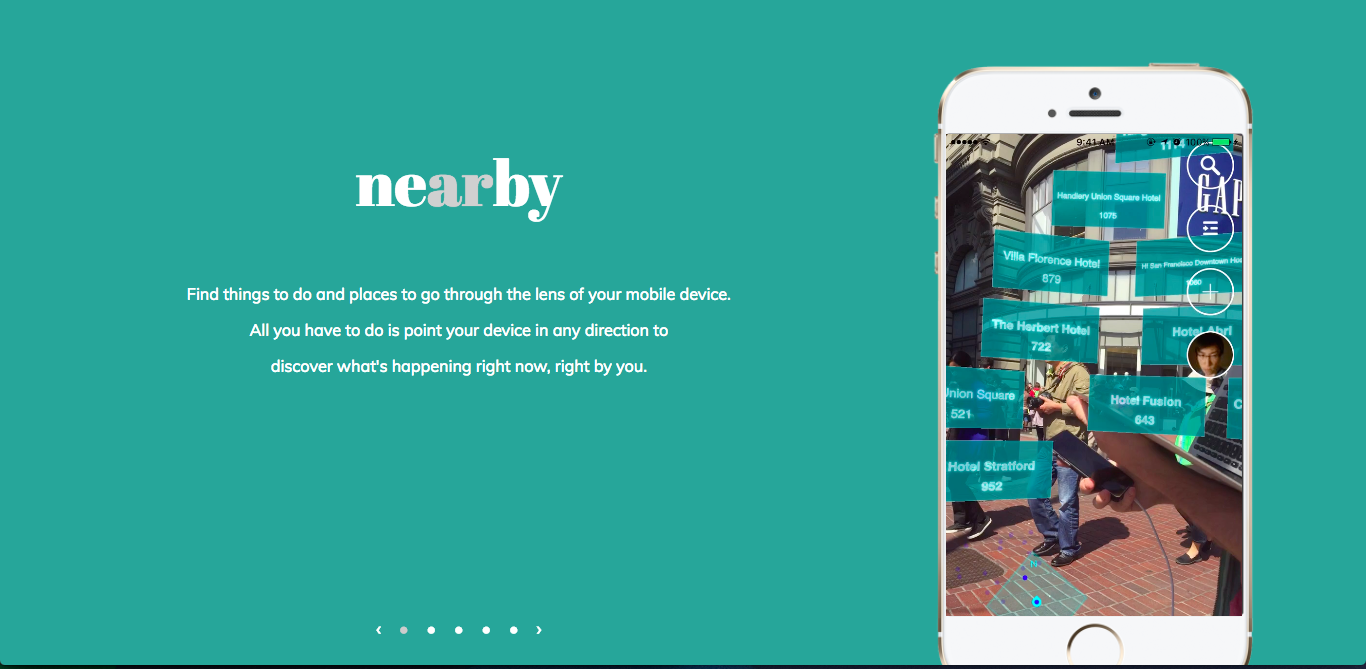 nearby
Find things to do and places to go through the lens of your mobile device.
All you have to do is point your device in any direction to
discover what's happening right now, right by you.
9:41 AM
100%
GAP
Handlery Union Square Hotel
1075
Villa Florence Hotel
879
HI San Francisco Downtown Hos
1080
The Herbert Hotel
722
Hotel Abri
Union Square
521
Hotel Fusion
643
C
Hotel Stratford
952